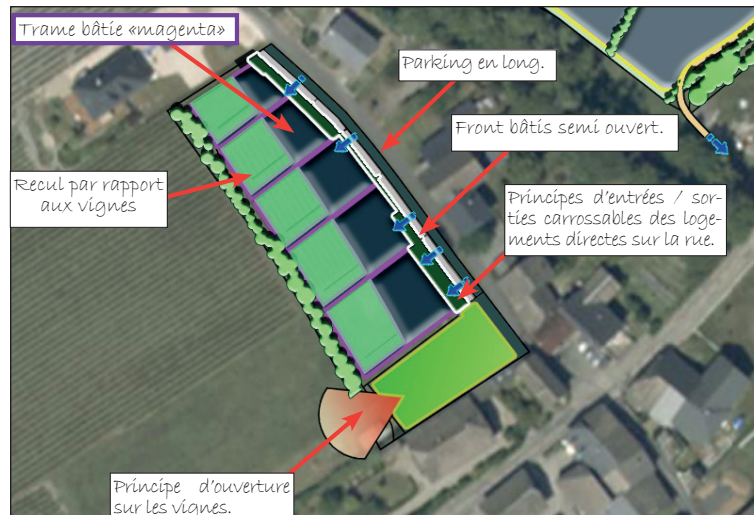 Trame bâtie «magenta»
Parking en long.
Front bâtis semi ouvert.
Recul par rapport
aux vignes
Principes d'entrées / sor-
ties carrossables des loge-
ments directes sur la rue.
Principe d'ouverture
sur les vignes.